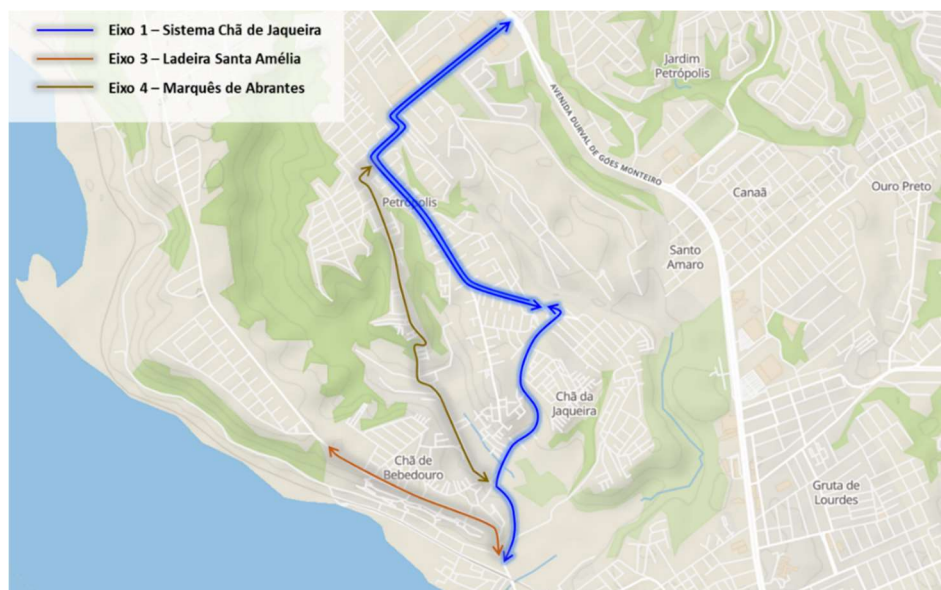 Eixo 1 – Sistema Chã de Jaqueira
Eixo 3 – Ladeira Santa Amélia
Eixo 4 – Marquês de Abrantes
Jardim
Petrópolis
AVENIDA DURVAL DE GÓES MONTEIRO
Canaã
Ouro Preto
Petrópolis
Santo
Amaro
Chã da
Jaqueira
Chã de
Bebedouro
Gruta de
Lourdes